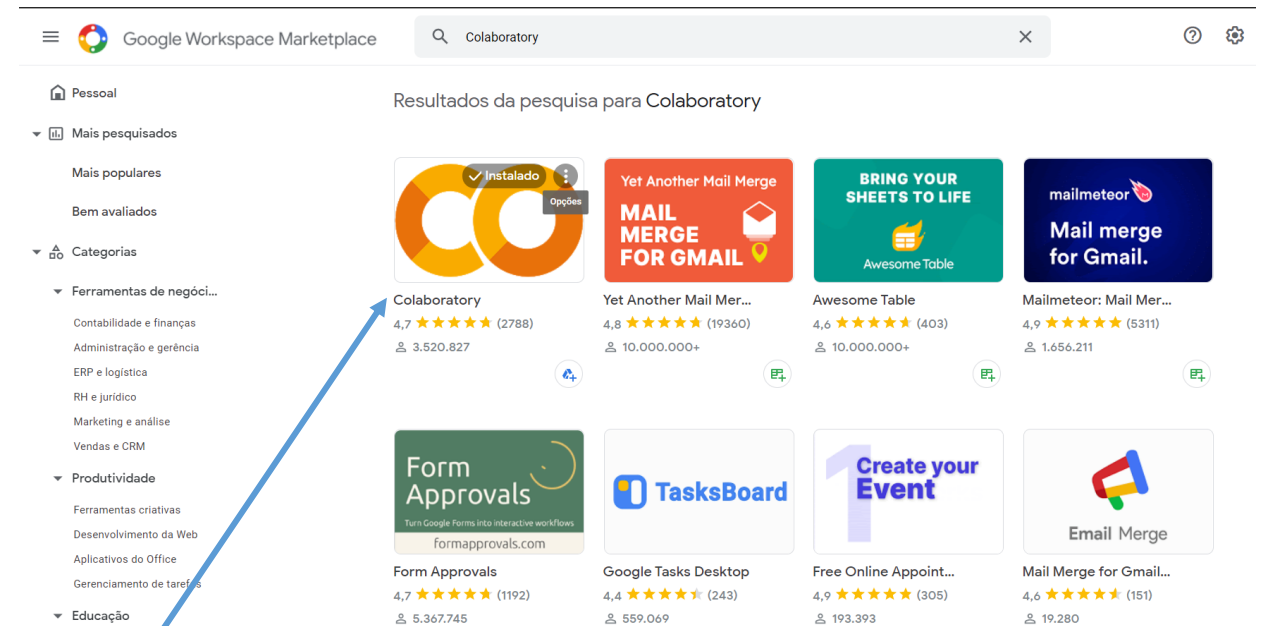 Google Workspace Marketplace
Colaboratory
Pessoal
Mais pesquisados
Mais populares
Bem avaliados
Categorias
Ferramentas de negóci...
Contabilidade e finanças
Administração e gerência
ERP e logística
RH e jurídico
Marketing e análise
Vendas e CRM
Produtividade
Ferramentas criativas
Desenvolvimento da Web
Aplicativos do Office
Gerenciamento de tarefas
Educação
Resultados da pesquisa para Colaboratory
Instalado
Opções
Colaboratory
4,7 (2788)
3.520.827
Yet Another Mail Merge
MAIL
MERGE
FOR GMAIL
Yet Another Mail Mer...
4,8 (19360)
10.000.000+
BRING YOUR
SHEETS TO LIFE
Awesome Table
Awesome Table
4,6 (403)
10.000.000+
mailmeteor
Mail merge
for Gmail.
Mailmeteor: Mail Mer...
4,9 (5311)
1.656.211
Form
Approvals
Turn Google Forms into interactive workflows
formapprovals.com
Form Approvals
4,7 (1192)
5.367.745
TasksBoard
Google Tasks Desktop
4,4 (243)
559.069
1
Create your
Event
Free Online Appoint...
4,9 (305)
193.393
Email Merge
Mail Merge for Gmail...
4,6 (151)
19.280